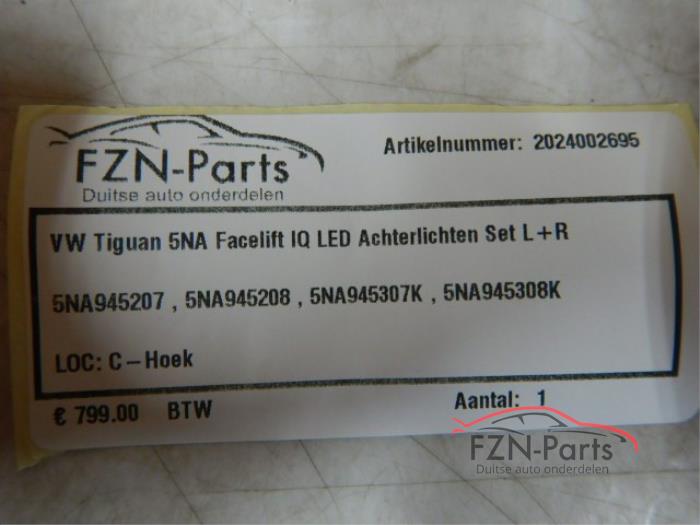 FZN-Parts
Duitse auto onderdelen
Artikelnummer: 2024002695
VW Tiguan 5NA Facelift IQ LED Achterlichten Set L+R
5NA945207 , 5NA945208 , 5NA945307K , 5NA945308K
LOC: C-Hoek
€ 799.00 BTW
Aantal: 1
FZN-Parts
Duitse auto onderdelen